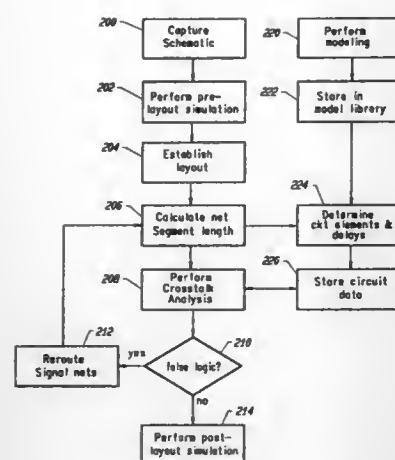 200
Capture
Schematic
220
Perform
modeling
202
Perform pre-
layout simulation
222
Store in
model library
204
Establish
layout
206
Calculate net
Segment length
224
Determine
ckt elements &
delays
208
Perform
Crosstalk
Analysis
226
Store circuit
data
212
Reroute
Signal nets
yes
210
false logic?
no
214
Perform post-
layout simulation